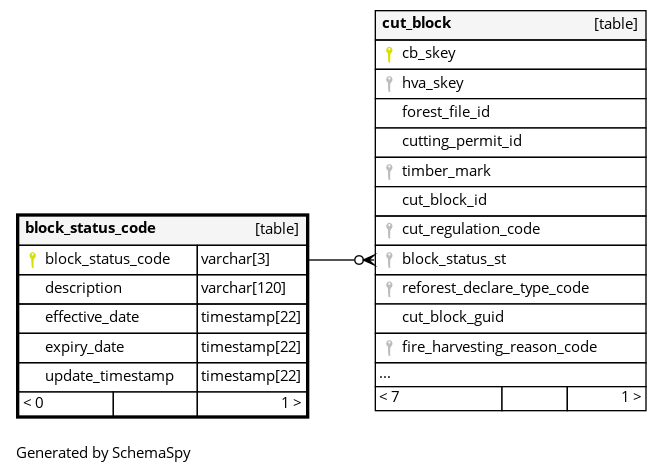 cut_block [table]
cb_skey
hva_skey
forest_file_id
cutting_permit_id
timber_mark
cut_block_id
cut_regulation_code
block_status_st
reforest_declare_type_code
cut_block_guid
fire_harvesting_reason_code
...
< 7 1 >
block_status_code [table]
block_status_code varchar[3]
description varchar[120]
effective_date timestamp[22]
expiry_date timestamp[22]
update_timestamp timestamp[22]
< 0 1 >
Generated by SchemaSpy